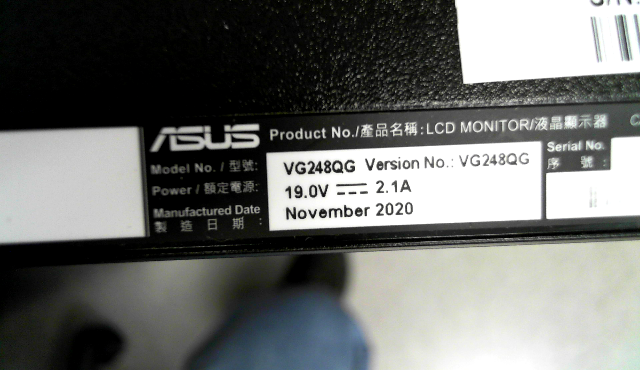 S/N:
ASUS Product No./產品名稱:LCD MONITOR/液晶顯示器
Model No. / 型號: VG248QG Version No.: VG248QG
Power / 額定電源: 19.0V ⎓ 2.1A
Manufactured Date November 2020
製造日期:
Serial No.
序 號: